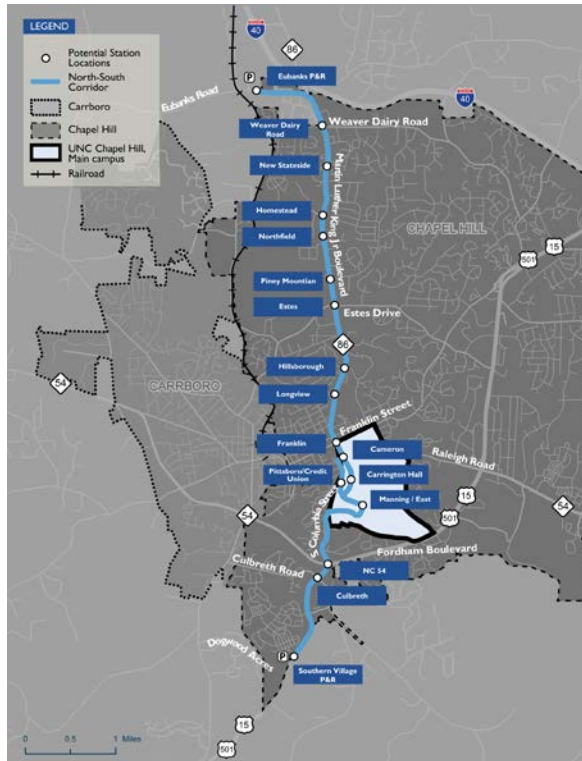 LEGEND
Potential Station
Locations
North-South
Corridor
Carrboro
Chapel Hill
UNC Chapel Hill,
Main campus
Railroad
40
86
P
Eubanks P&R
Eubanks Road
40
Weaver Dairy
Road
Weaver Dairy Road
New Stateside
Martin Luther King Jr Boulevard
Homestead
CHAPEL HILL
Northfield
15
501
Piney Mountian
Estes
Estes Drive
86
Hillsborough
54
CARRBORO
Longview
Franklin Street
Franklin
Cameron
Raleigh Road
Pittsboro/Credit
Union
Carrington Hall
S Columbia Street
Manning / East
15
501
54
54
Fordham Boulevard
Culbreth Road
NC 54
Culbreth
Dogwood Acres
P
Southern Village
P&R
15
501
0 0.5 1 Miles